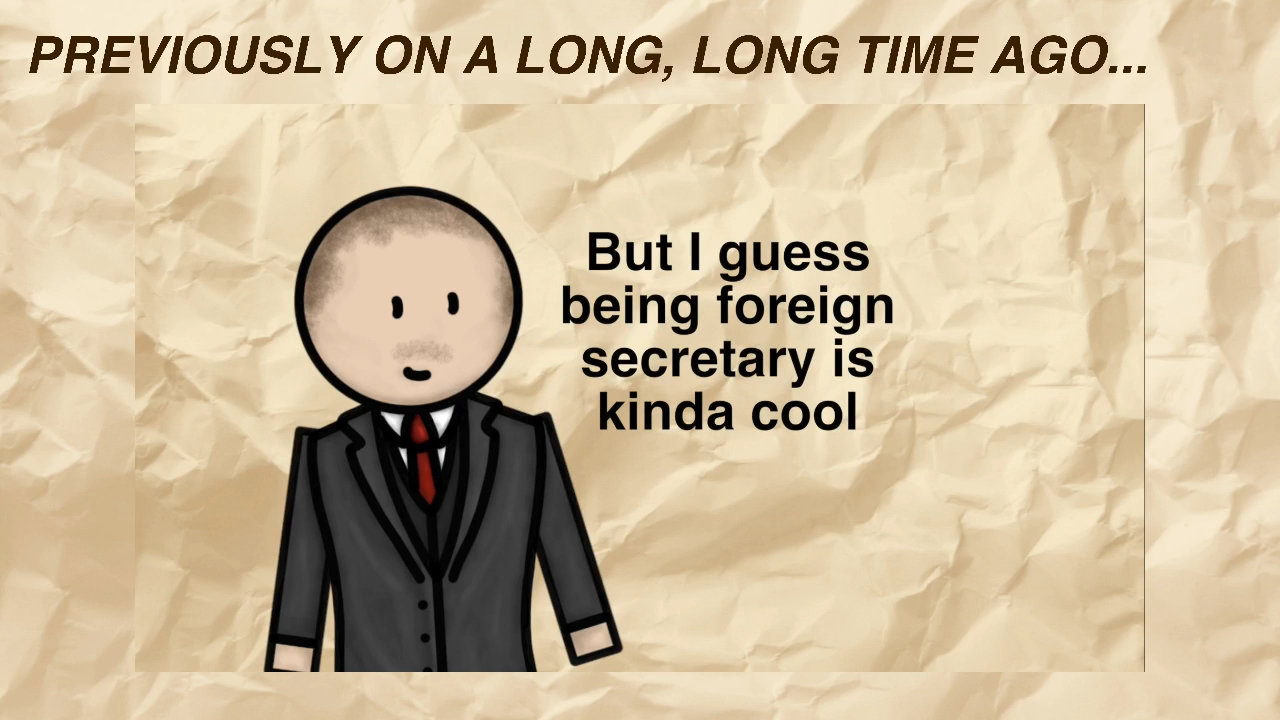 PREVIOUSLY ON A LONG, LONG TIME AGO...
But I guess
being foreign
secretary is
kinda cool